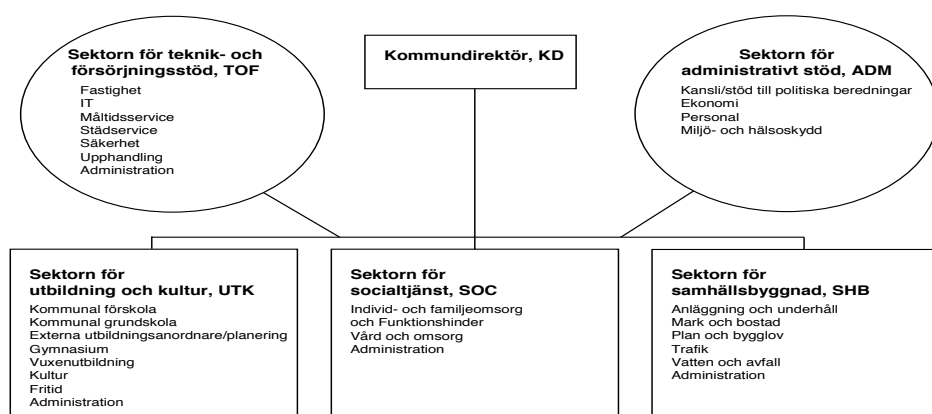 Sektorn för teknik- och
försörjningsstöd, TOF
Fastighet
IT
Måltidsservice
Städservice
Säkerhet
Upphandling
Administration
Kommundirektör, KD
Sektorn för
administrativt stöd, ADM
Kansli/stöd till politiska beredningar
Ekonomi
Personal
Miljö- och hälsoskydd
Sektorn för
utbildning och kultur, UTK
Kommunal förskola
Kommunal grundskola
Externa utbildningsanordnare/planering
Gymnasium
Vuxenutbildning
Kultur
Fritid
Administration
Sektorn för
socialtjänst, SOC
Individ- och familjeomsorg
och Funktionshinder
Vård och omsorg
Administration
Sektorn för
samhällsbyggnad, SHB
Anläggning och underhåll
Mark och bostad
Plan och bygglov
Trafik
Vatten och avfall
Administration